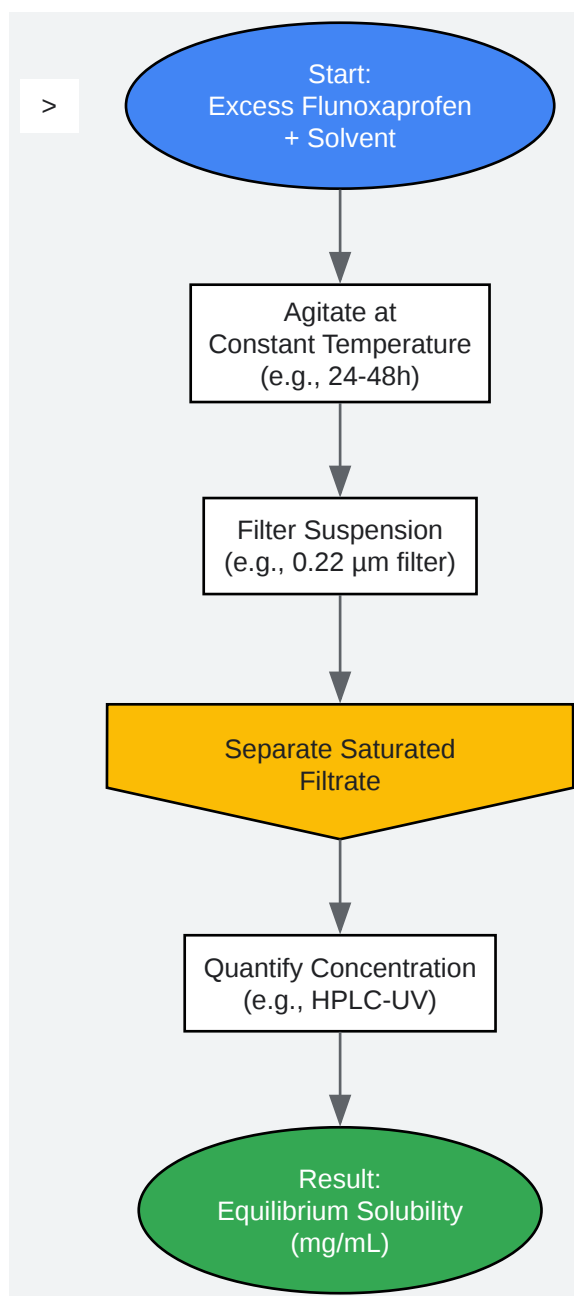 >
Start:
Excess Flunoxaprofen
+ Solvent
Agitate at
Constant Temperature
(e.g., 24-48h)
Filter Suspension
(e.g., 0.22 µm filter)
Separate Saturated
Filtrate
Quantify Concentration
(e.g., HPLC-UV)
Result:
Equilibrium Solubility
(mg/mL)